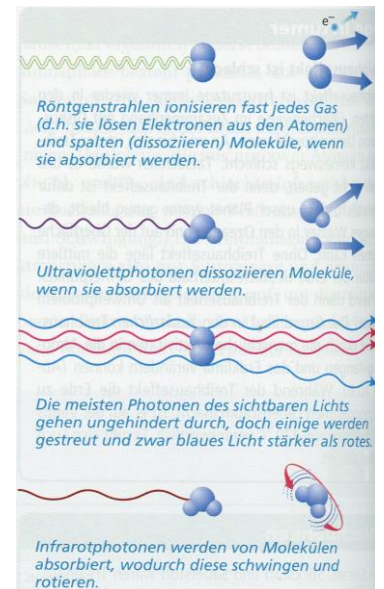 e⁻
Röntgenstrahlen ionisieren fast jedes Gas
(d.h. sie lösen Elektronen aus den Atomen)
und spalten (dissoziieren) Moleküle, wenn
sie absorbiert werden.
Ultraviolettphotonen dissoziieren Moleküle,
wenn sie absorbiert werden.
Die meisten Photonen des sichtbaren Lichts
gehen ungehindert durch, doch einige werden
gestreut und zwar blaues Licht stärker als rotes.
Infrarotphotonen werden von Molekülen
absorbiert, wodurch diese schwingen und
rotieren.